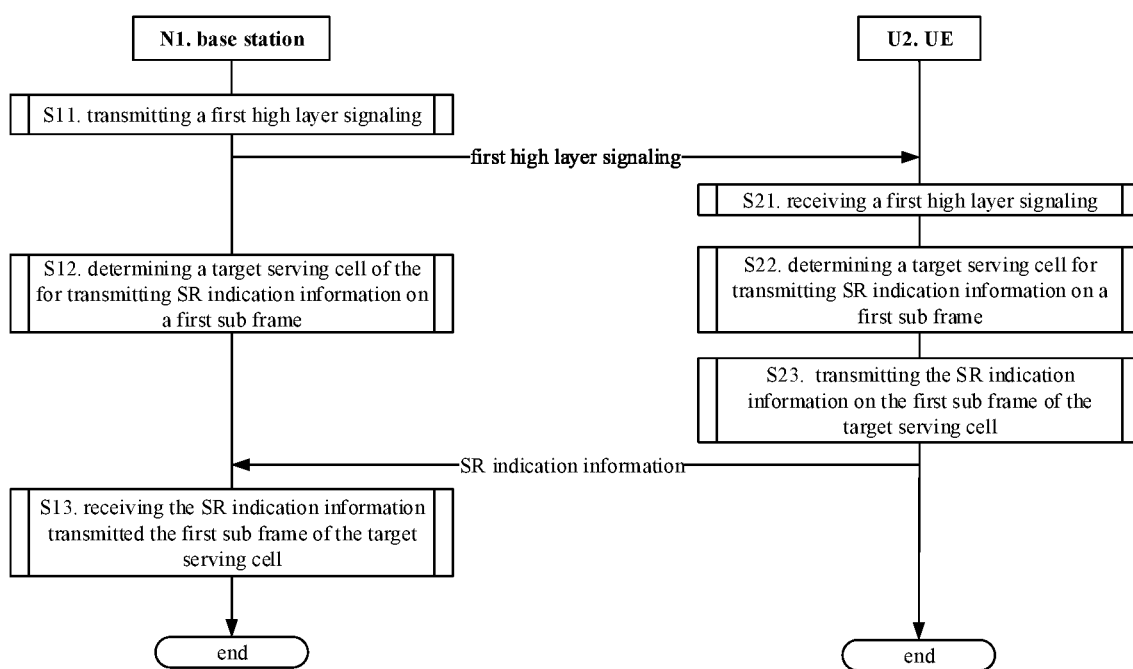 N1. base station
U2. UE
S11. transmitting a first high layer signaling
first high layer signaling
S21. receiving a first high layer signaling
S12. determining a target serving cell of the
for transmitting SR indication information on
a first sub frame
S22. determining a target serving cell for
transmitting SR indication information on a
first sub frame
S23. transmitting the SR indication
information on the first sub frame of the
target serving cell
SR indication information
S13. receiving the SR indication information
transmitted the first sub frame of the target
serving cell
end
end